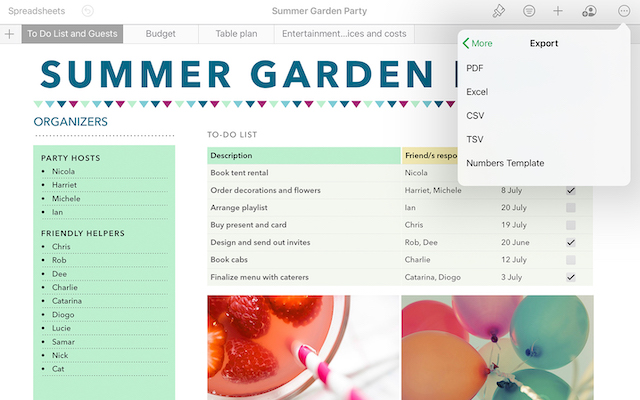 Spreadsheets
Summer Garden Party
To Do List and Guests
Budget
Table plan
Entertainment...ices and costs
More
Export
PDF
Excel
CSV
TSV
Numbers Template
SUMMER GARDEN
ORGANIZERS
PARTY HOSTS
• Nicola
• Harriet
• Michele
• Ian
FRIENDLY HELPERS
• Chris
• Rob
• Dee
• Charlie
• Catarina
• Diogo
• Lucie
• Samar
• Nick
• Cat
TO-DO LIST
Description Friend/s respo
Book tent rental Nicola
Order decorations and flowers Harriet, Michele 8 July
Arrange playlist Ian 20 July
Buy present and card Chris 19 July
Design and send out invites Rob, Dee 20 June
Book cabs Charlie 12 July
Finalize menu with caterers Catarina, Diogo 3 July